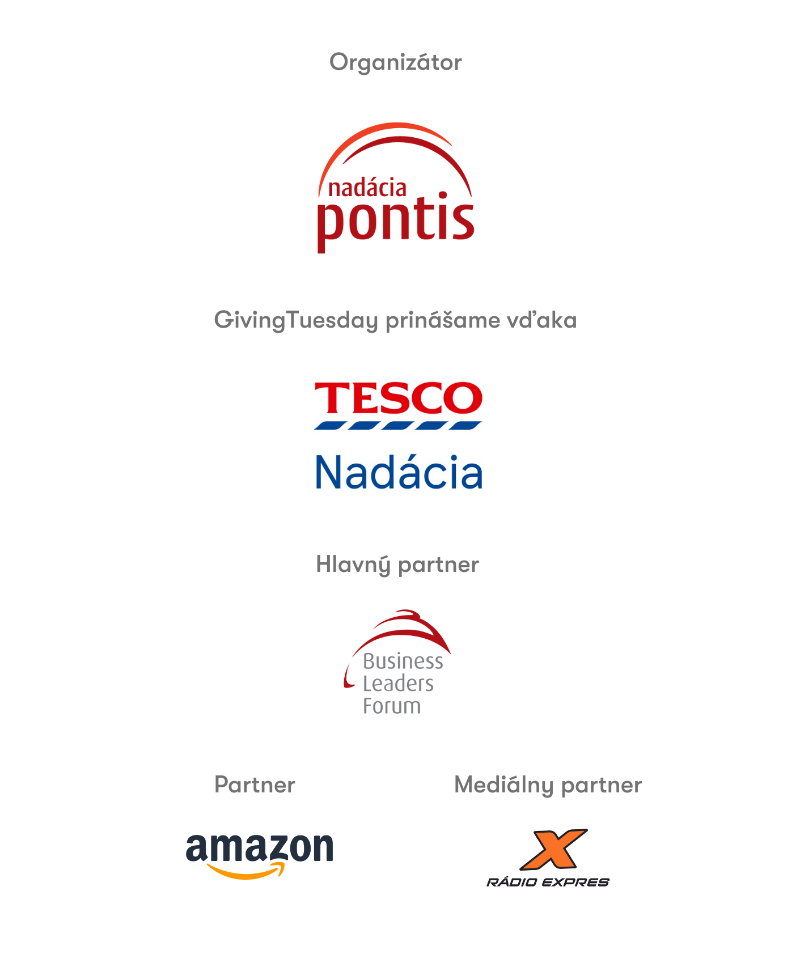 Organizátor
nadácia
pontis
GivingTuesday prinášame vďaka
TESCO
Nadácia
Hlavný partner
Business
Leaders
Forum
Partner
Mediálny partner
amazon
RÁDIO EXPRES